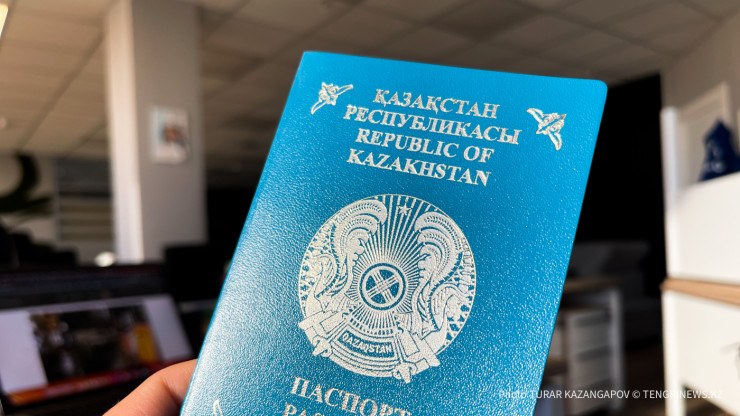 ҚАЗАҚСТАН
РЕСПУБЛИКАСЫ
REPUBLIC OF
KAZAKHSTAN
QAZAQSTAN
ПАСПОРТ
Photo TURAR KAZANGAPOV © TENGRINEWS.KZ